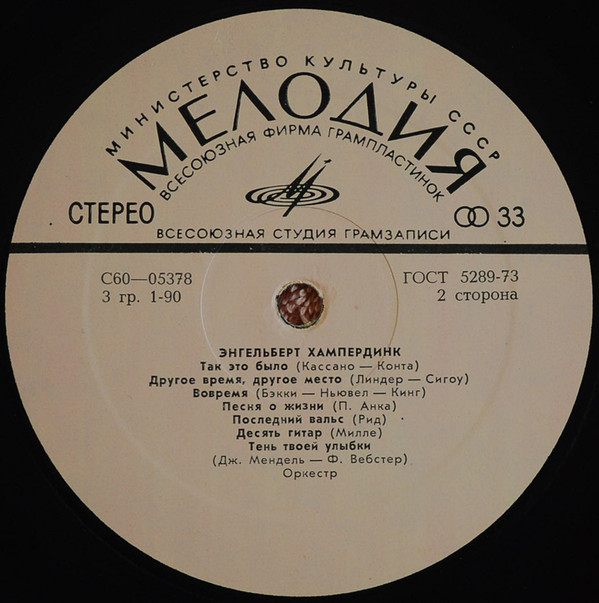 МИНИСТЕРСТВО КУЛЬТУРЫ СССР
МЕЛОДИЯ
ВСЕСОЮЗНАЯ ФИРМА ГРАМПЛАСТИНОК
СТЕРЕО
33
ВСЕСОЮЗНАЯ СТУДИЯ ГРАМЗАПИСИ
С60—05378
ГОСТ 5289-73
3 гр. 1-90
2 сторона
ЭНГЕЛЬБЕРТ ХАМПЕРДИНК
Так это было (Кассано — Конта)
Другое время, другое место (Линдер — Сигоу)
Вовремя (Бэкки — Ньювел — Кинг)
Песня о жизни (П. Анка)
Последний вальс (Рид)
Десять гитар (Милле)
Тень твоей улыбки
(Дж. Мендель — Ф. Вебстер)
Оркестр